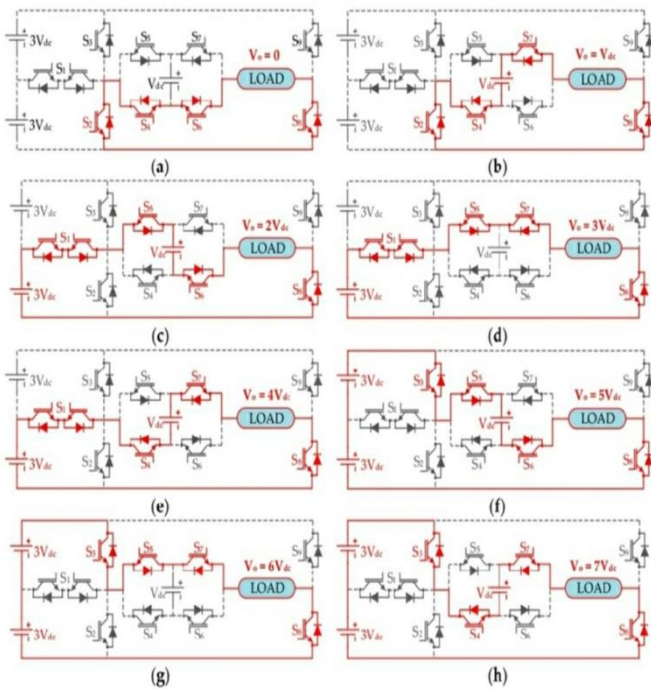 3Vdc S3 S5 S7 S9
Vo = 0
S1 Vdc LOAD
3Vdc S2 S4 S6 S8
(a)
3Vdc S3 S5 S7 S9
Vo = Vdc
S1 Vdc LOAD
3Vdc S2 S4 S6 S8
(b)
3Vdc S3 S5 S7 S9
Vo = 2Vdc
S1 Vdc LOAD
3Vdc S2 S4 S6 S8
(c)
3Vdc S3 S5 S7 S9
Vo = 3Vdc
S1 Vdc LOAD
3Vdc S2 S4 S6 S8
(d)
3Vdc S3 S5 S7 S9
Vo = 4Vdc
S1 Vdc LOAD
3Vdc S2 S4 S6 S8
(e)
3Vdc S3 S5 S7 S9
Vo = 5Vdc
S1 Vdc LOAD
3Vdc S2 S4 S6 S8
(f)
3Vdc S3 S5 S7 S9
Vo = 6Vdc
S1 Vdc LOAD
3Vdc S2 S4 S6 S8
(g)
3Vdc S3 S5 S7 S9
Vo = 7Vdc
S1 Vdc LOAD
3Vdc S2 S4 S6 S8
(h)